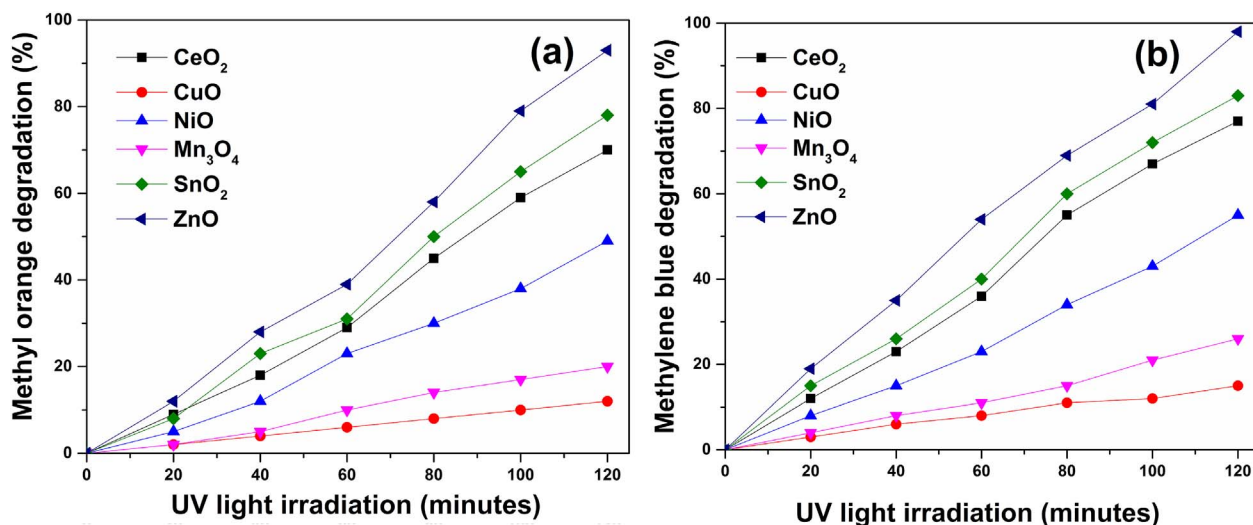 (a)
Methyl orange degradation (%)
100
80
60
40
20
0
CeO₂
CuO
NiO
Mn₃O₄
SnO₂
ZnO
0 20 40 60 80 100 120
UV light irradiation (minutes)
(b)
Methylene blue degradation (%)
100
80
60
40
20
0
CeO₂
CuO
NiO
Mn₃O₄
SnO₂
ZnO
0 20 40 60 80 100 120
UV light irradiation (minutes)